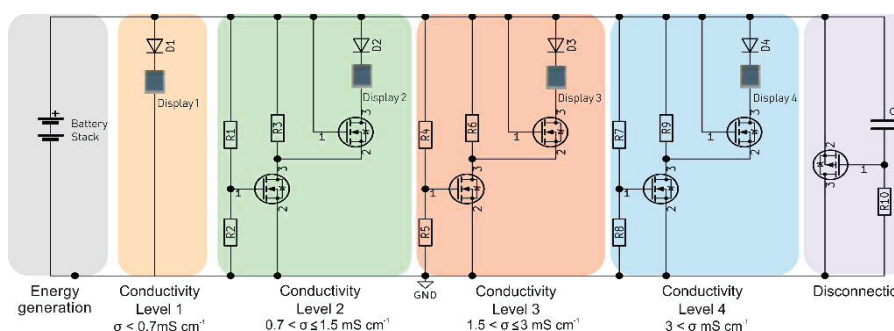 D1
D2
D3
D4
Display 1
Display 2
Display 3
Display 4
+
Battery
Stack
R1
R3
R4
R6
R7
R9
3
3
3
C
1
2
1
2
1
2
2
3
1
3
1
3
1
3
1
R2
2
R5
2
R8
2
R10
GND
Energy
generation
Conductivity
Level 1
σ < 0.7mS cm⁻¹
Conductivity
Level 2
0.7 < σ ≤ 1.5 mS cm⁻¹
Conductivity
Level 3
1.5 < σ ≤ 3 mS cm⁻¹
Conductivity
Level 4
3 < σ mS cm⁻¹
Disconnectio